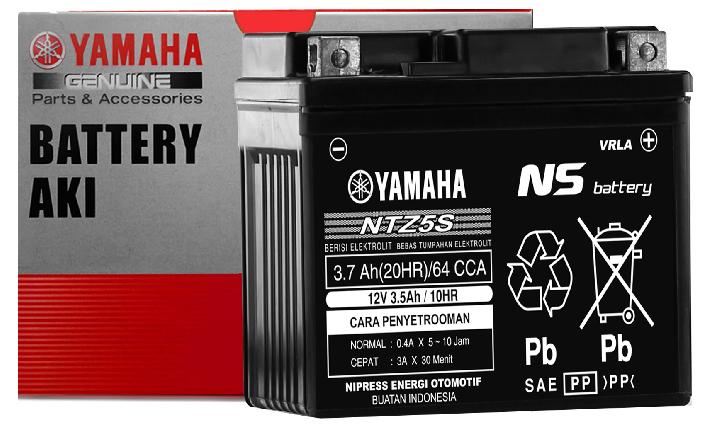 YAMAHA
GENUINE
Parts & Accessories
BATTERY
AKI
VRLA
YAMAHA
NS battery
NTZ5S
BERISI ELEKTROLIT BEBAS TUMPAHAN ELEKTROLIT
3.7 Ah(20HR)/64 CCA
12V 3.5Ah / 10HR
CARA PENYETROOMAN
NORMAL : 0.4A X 5 ~ 10 Jam
CEPAT : 3A X 30 Menit
NIPRESS ENERGI OTOMOTIF
BUATAN INDONESIA
Pb Pb
SAE PP >PP<